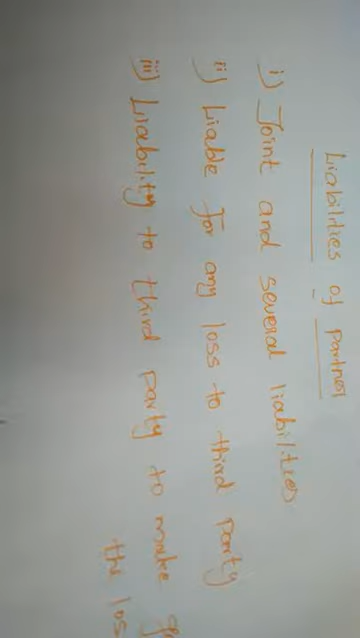 Liabilities of partner
i) Joint and several liabilities
ii) Liable for any loss to third party
iii) Liability to third party to make
the los